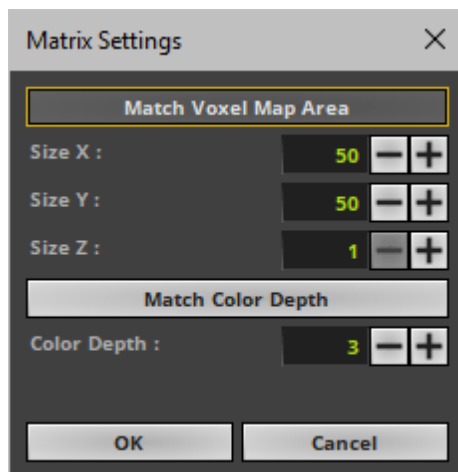 Matrix Settings
Match Voxel Map Area
Size X : 50
Size Y : 50
Size Z : 1
Match Color Depth
Color Depth : 3
OK Cancel